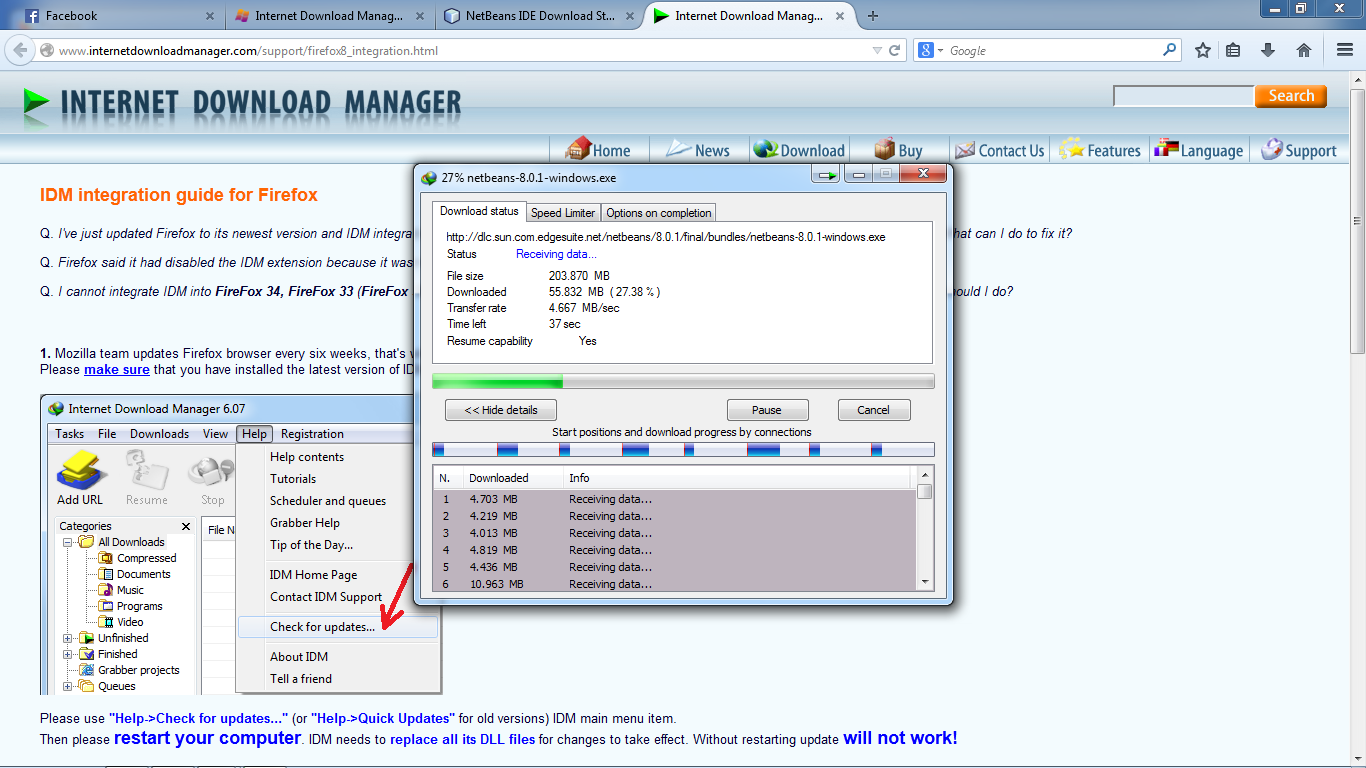 Facebook
Internet Download Manag...
NetBeans IDE Download St...
Internet Download Manag...
www.internetdownloadmanager.com/support/firefox8_integration.html
Google
INTERNET DOWNLOAD MANAGER
Search
Home
News
Download
Buy
Contact Us
Features
Language
Support
IDM integration guide for Firefox
Q. I've just updated Firefox to its newest version and IDM integra
hat can I do to fix it?
Q. Firefox said it had disabled the IDM extension because it was
Q. I cannot integrate IDM into FireFox 34, FireFox 33 (FireFox
ould I do?
1. Mozilla team updates Firefox browser every six weeks, that's
Please make sure that you have installed the latest version of ID
Internet Download Manager 6.07
Tasks File Downloads View Help Registration
Add URL
Resume
Stop
Categories
File N
All Downloads
Compressed
Documents
Music
Programs
Video
Unfinished
Finished
Grabber projects
Queues
Help contents
Tutorials
Scheduler and queues
Grabber Help
Tip of the Day...
IDM Home Page
Contact IDM Support
Check for updates...
About IDM
Tell a friend
27% netbeans-8.0.1-windows.exe
Download status
Speed Limiter
Options on completion
http://dlc.sun.com.edgesuite.net/netbeans/8.0.1/final/bundles/netbeans-8.0.1-windows.exe
Status Receiving data...
File size 203.870 MB
Downloaded 55.832 MB ( 27.38 % )
Transfer rate 4.667 MB/sec
Time left 37 sec
Resume capability Yes
<< Hide details
Pause
Cancel
Start positions and download progress by connections
N. Downloaded Info
1 4.703 MB Receiving data...
2 4.219 MB Receiving data...
3 4.013 MB Receiving data...
4 4.819 MB Receiving data...
5 4.436 MB Receiving data...
6 10.963 MB Receiving data...
Please use "Help->Check for updates..." (or "Help->Quick Updates" for old versions) IDM main menu item.
Then please restart your computer. IDM needs to replace all its DLL files for changes to take effect. Without restarting update will not work!